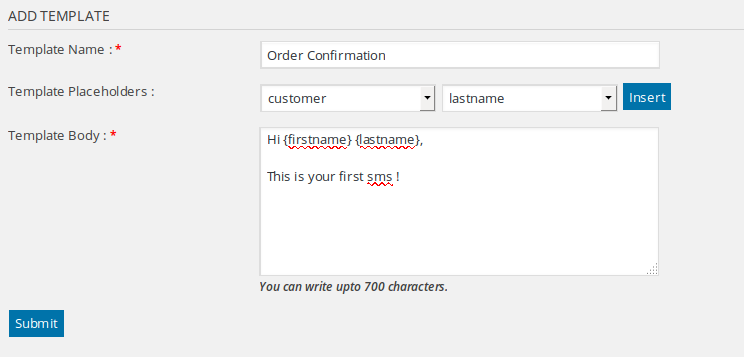 ADD TEMPLATE
Template Name : *
Order Confirmation
Template Placeholders :
customer
lastname
Insert
Template Body : *
Hi {firstname} {lastname},
This is your first sms !
You can write upto 700 characters.
Submit